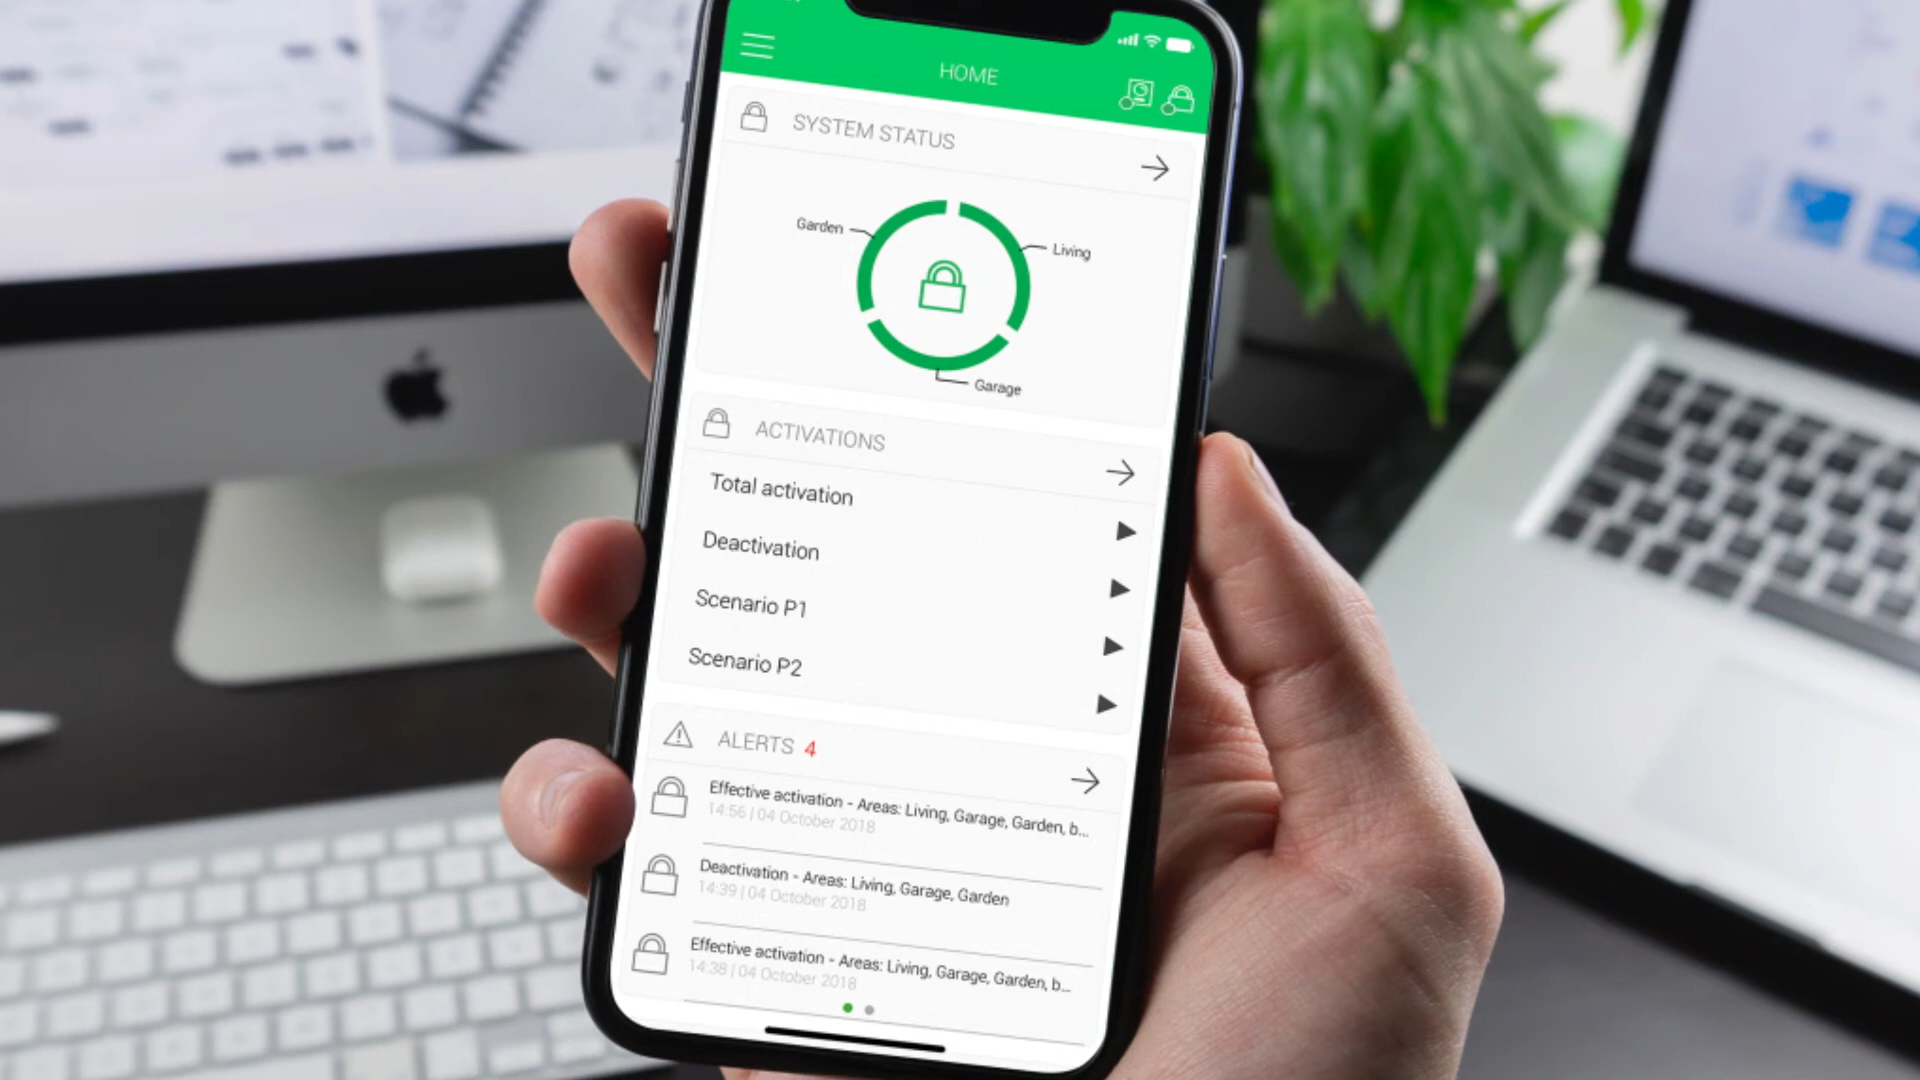 HOME
SYSTEM STATUS
Garden
Living
Garage
ACTIVATIONS
Total activation
Deactivation
Scenario P1
Scenario P2
ALERTS 4
Effective activation - Areas: Living, Garage, Garden, b...
14:56 | 04 October 2018
Deactivation - Areas: Living, Garage, Garden
14:39 | 04 October 2018
Effective activation - Areas: Living, Garage, Garden, b...
14:38 | 04 October 2018